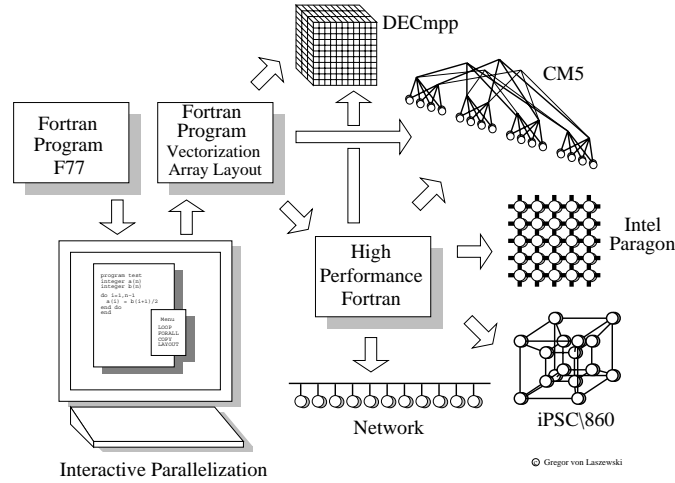 DECmpp
CM5
Fortran
Program
F77
Fortran
Program
Vectorization
Array Layout
Intel
Paragon
High
Performance
Fortran
program test
integer a(n)
integer b(n)
do i=1,n-1
a(i) = b(i+1)/2
end do
end
Menu
LOOP
PGRALL
COPY
LAYOUT
Network
iPSC\860
Interactive Parallelization
© Gregor von Laszewski